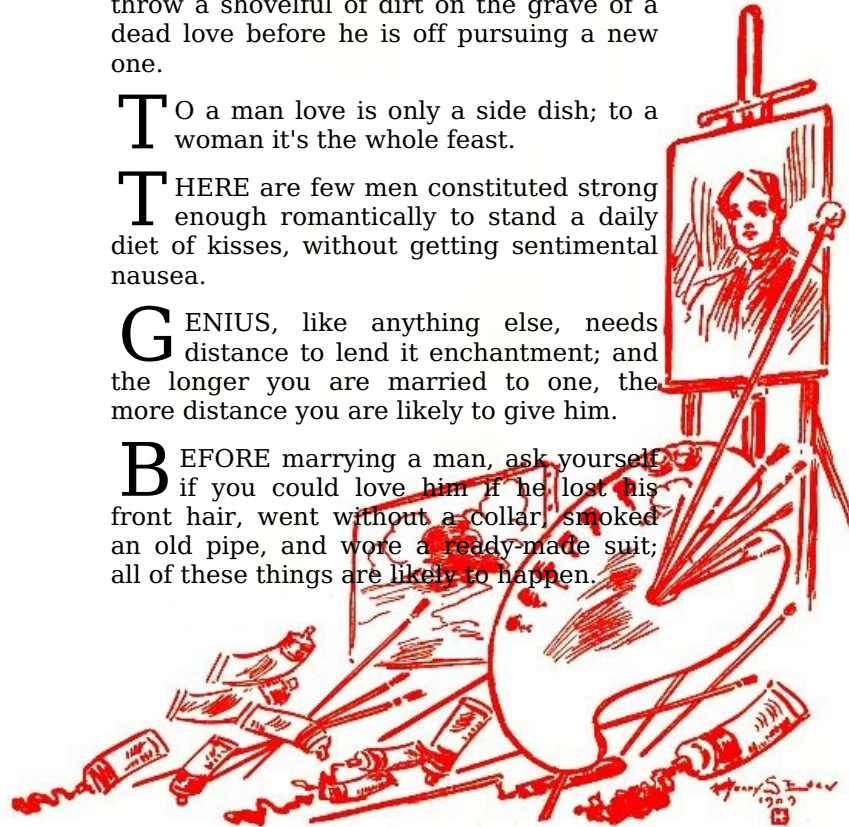 throw a shovelful of dirt on the grave of a
dead love before he is off pursuing a new
one.
TO a man love is only a side dish; to a
woman it's the whole feast.
THERE are few men constituted strong
enough romantically to stand a daily
diet of kisses, without getting sentimental
nausea.
GENIUS, like anything else, needs
distance to lend it enchantment; and
the longer you are married to one, the
more distance you are likely to give him.
BEFORE marrying a man, ask yourself
if you could love him if he lost his
front hair, went without a collar, smoked
an old pipe, and wore a ready-made suit;
all of these things are likely to happen.
Henry S.